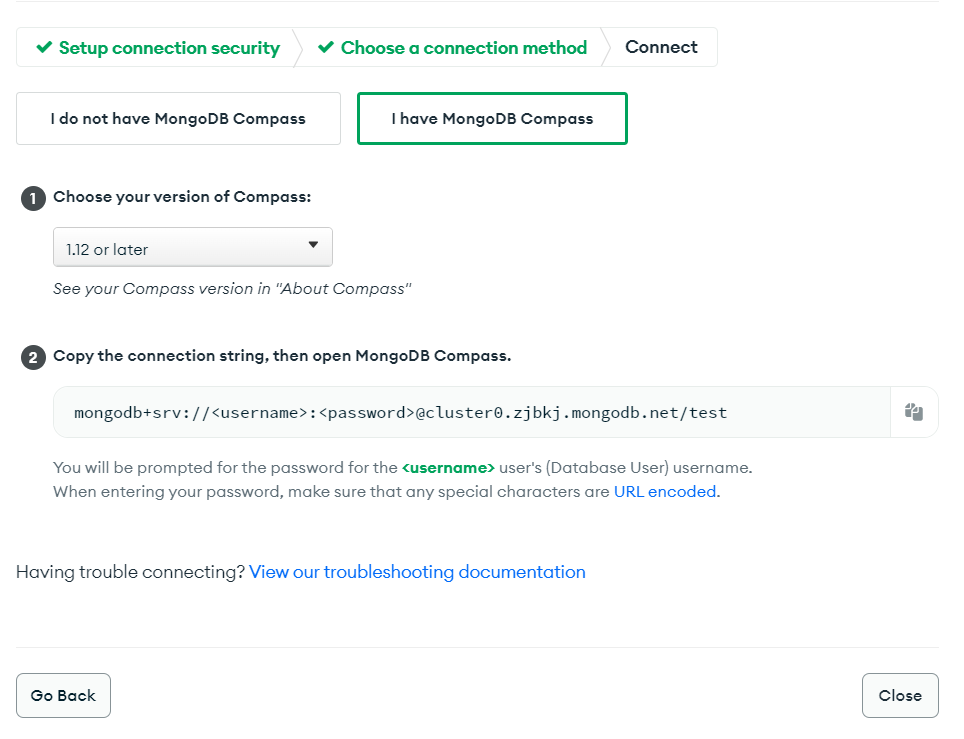 Setup connection security
Choose a connection method
Connect
I do not have MongoDB Compass
I have MongoDB Compass
1 Choose your version of Compass:
1.12 or later
See your Compass version in "About Compass"
2 Copy the connection string, then open MongoDB Compass.
mongodb+srv://<username>:<password>@cluster0.zjbkj.mongodb.net/test
You will be prompted for the password for the <username> user's (Database User) username.
When entering your password, make sure that any special characters are URL encoded.
Having trouble connecting? View our troubleshooting documentation
Go Back
Close